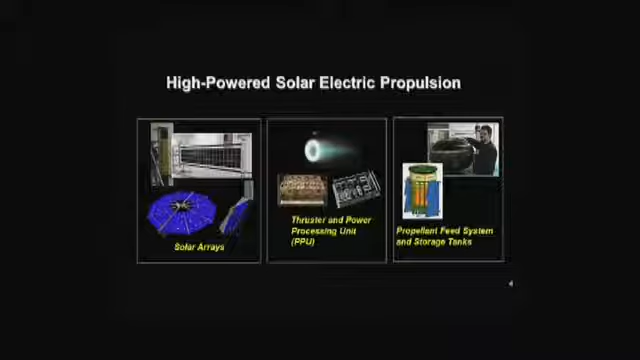 High-Powered Solar Electric Propulsion
Solar Arrays
Thruster and Power
Processing Unit
(PPU)
Propellant Feed System
and Storage Tanks
4